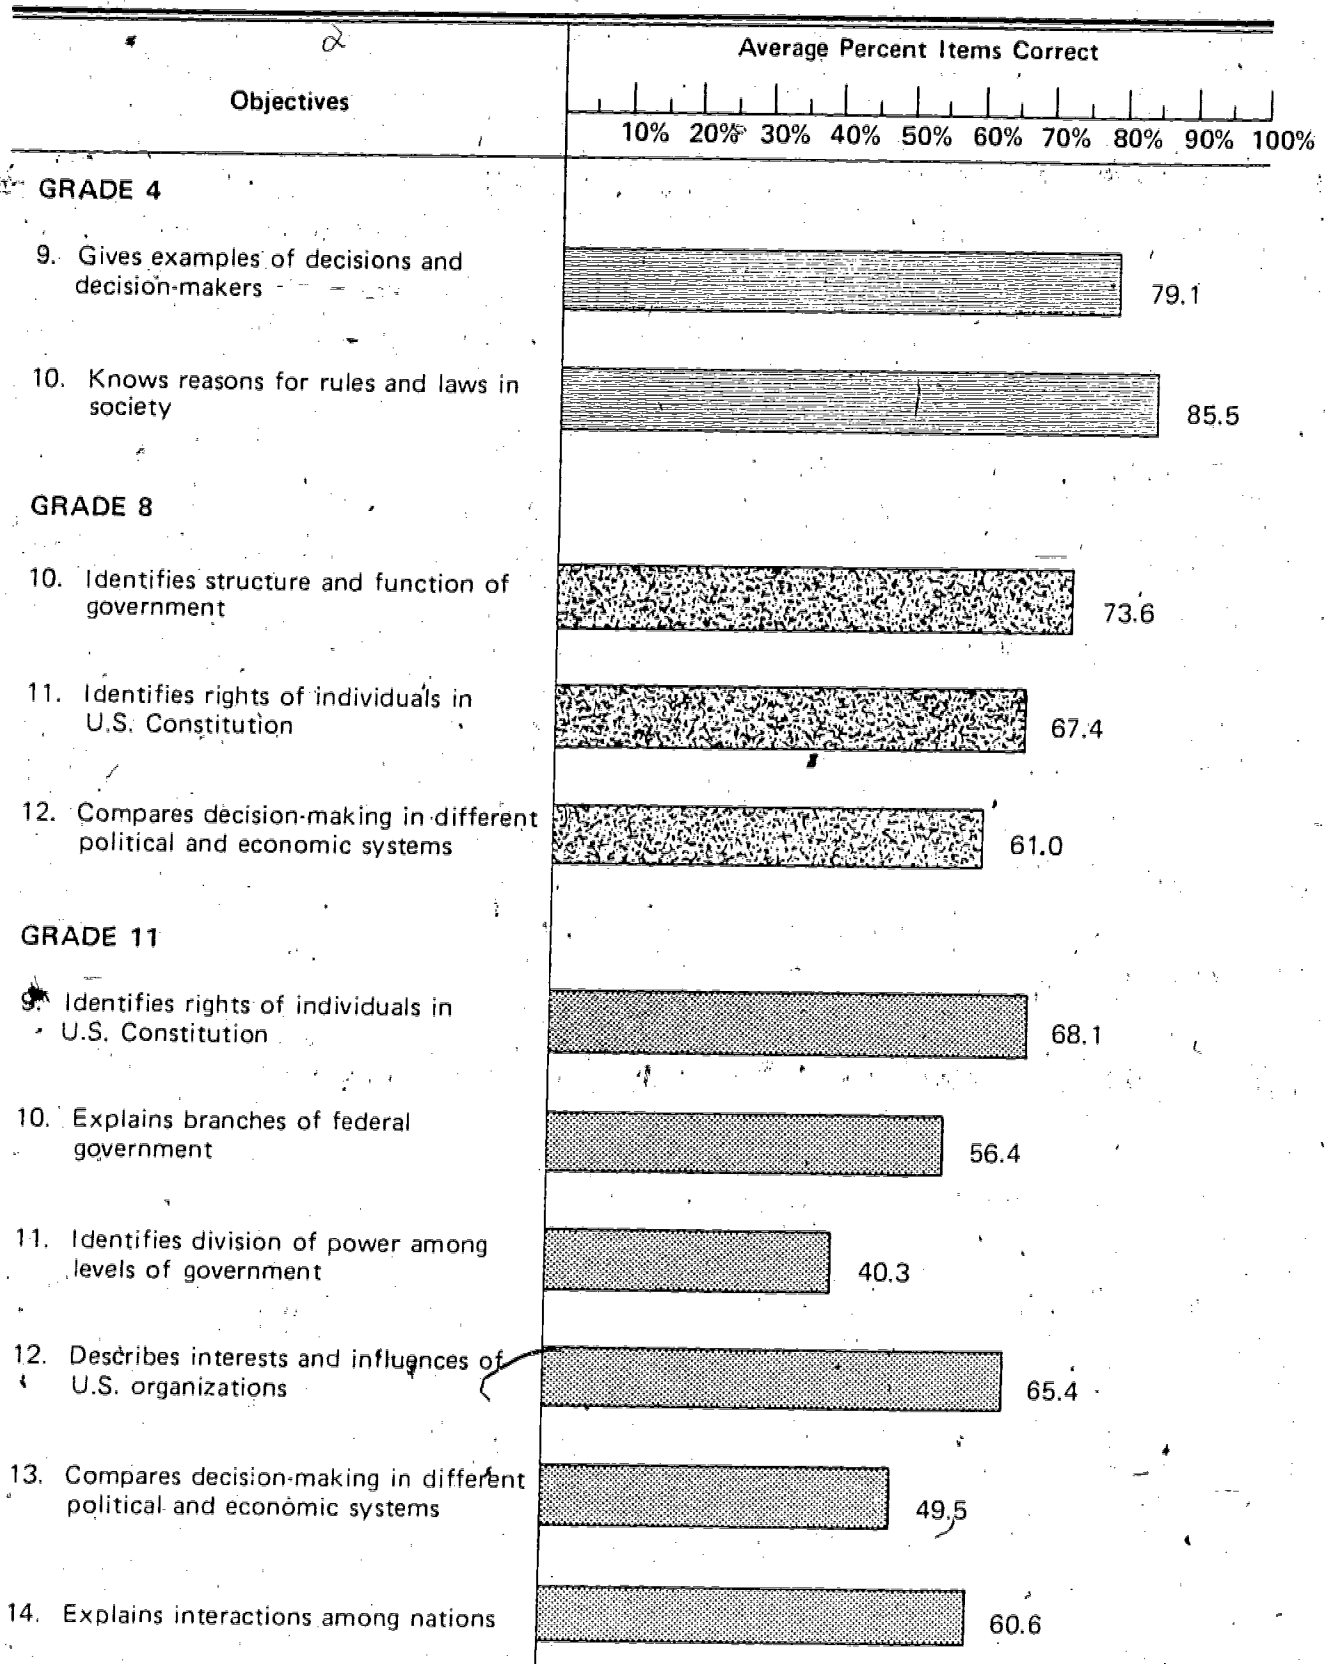 Average Percent Items Correct
Objectives
10% 20% 30% 40% 50% 60% 70% 80% 90% 100%
GRADE 4
9. Gives examples of decisions and
decision-makers
79.1
10. Knows reasons for rules and laws in
society
85.5
GRADE 8
10. Identifies structure and function of
government
73.6
11. Identifies rights of individuals in
U.S. Constitution
67.4
12. Compares decision-making in different
political and economic systems
61.0
GRADE 11
9. Identifies rights of individuals in
U.S. Constitution
68.1
10. Explains branches of federal
government
56.4
11. Identifies division of power among
levels of government
40.3
12. Describes interests and influences of
U.S. organizations
65.4
13. Compares decision-making in different
political and economic systems
49.5
14. Explains interactions among nations
60.6